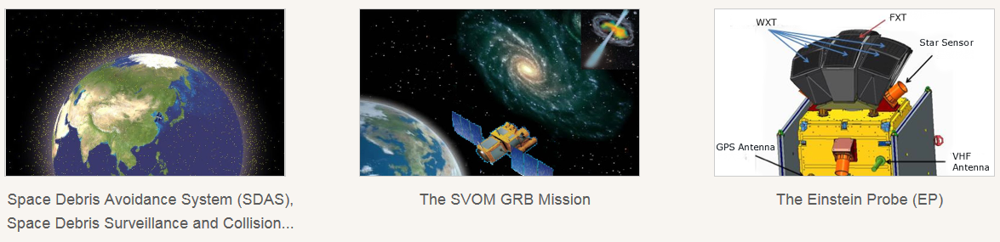 WXT
FXT
Star Sensor
GPS Antenna
VHF
Antenna
Space Debris Avoidance System (SDAS),
Space Debris Surveillance and Collision...
The SVOM GRB Mission
The Einstein Probe (EP)